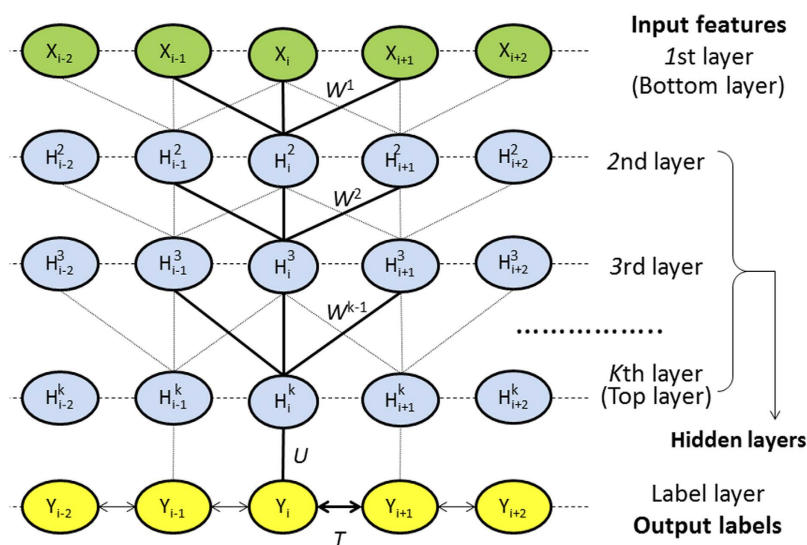 X_{i-2} X_{i-1} X_i X_{i+1} X_{i+2}
Input features
1st layer
(Bottom layer)
W^1
H^2_{i-2} H^2_{i-1} H^2_i H^2_{i+1} H^2_{i+2}
2nd layer
W^2
H^3_{i-2} H^3_{i-1} H^3_i H^3_{i+1} H^3_{i+2}
3rd layer
W^{k-1}
................
H^k_{i-2} H^k_{i-1} H^k_i H^k_{i+1} H^k_{i+2}
Kth layer
(Top layer)
Hidden layers
U
Y_{i-2} Y_{i-1} Y_i Y_{i+1} Y_{i+2}
Label layer
Output labels
T